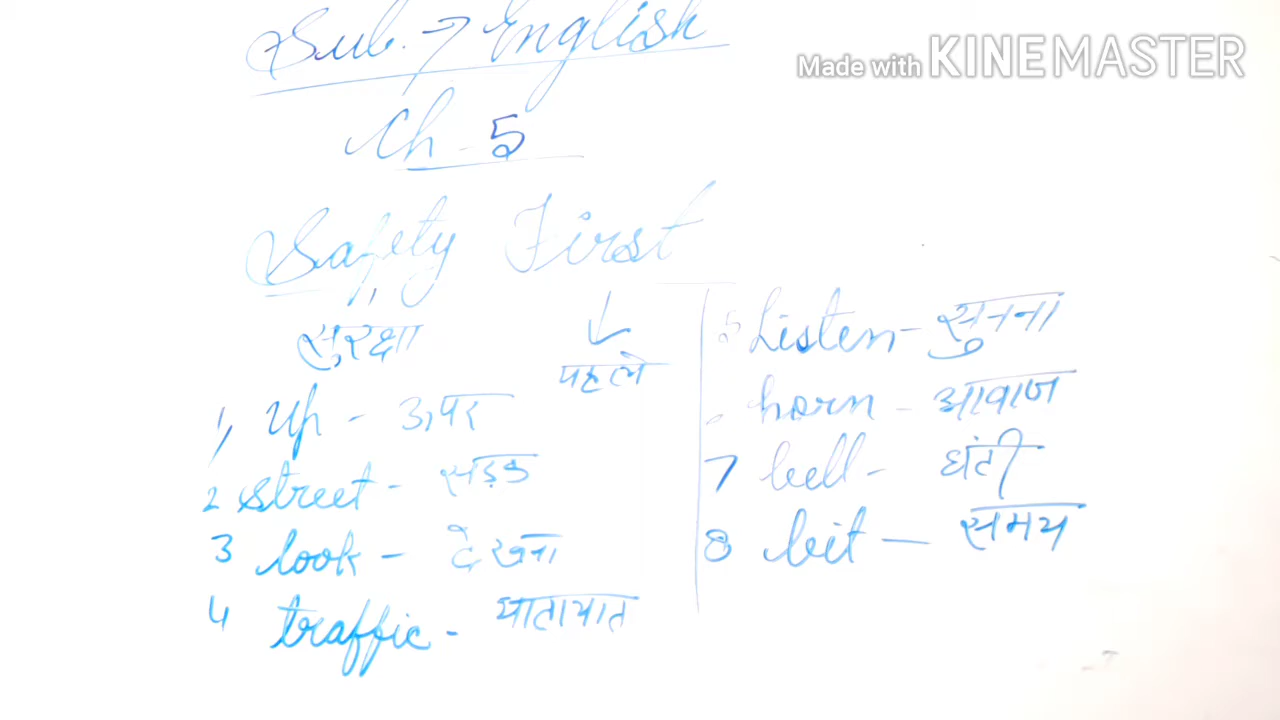 Sub. → English
Made with KINEMASTER
Ch - 5
Safety First
सुरक्षा
पहले
1, up - ऊपर
2 street - सड़क
3 look - देखना
4 traffic - यातायात
5 Listen - सुनना
horn - आवाज
7 bell - घंटी
8 bit - समय